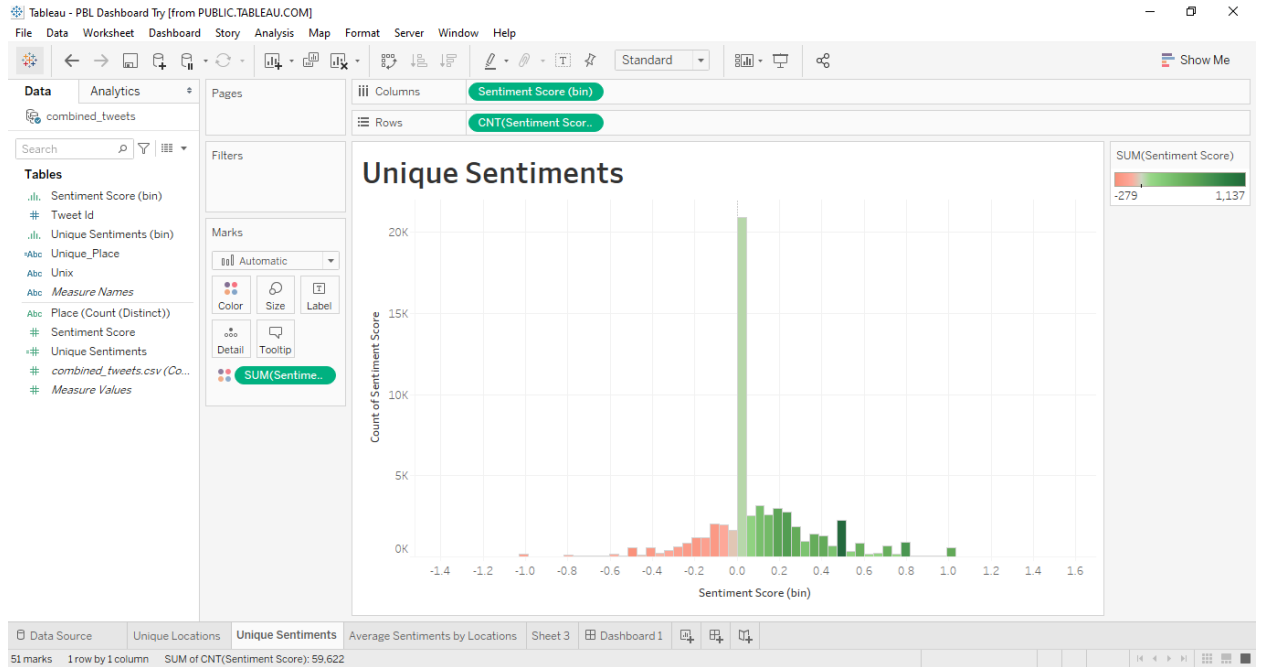 Tableau - PBL Dashboard Try [from PUBLIC.TABLEAU.COM]
File Data Worksheet Dashboard Story Analysis Map Format Server Window Help
Standard
Show Me
Data Analytics
combined_tweets
Search
Tables
Sentiment Score (bin)
Tweet Id
Unique Sentiments (bin)
=Abc Unique_Place
Abc Unix
Abc Measure Names
Abc Place (Count (Distinct))
# Sentiment Score
=# Unique Sentiments
# combined_tweets.csv (Co...
# Measure Values
Pages
Filters
Marks
Automatic
Color Size Label
Detail Tooltip
SUM(Sentime..
Columns Sentiment Score (bin)
Rows CNT(Sentiment Scor..
Unique Sentiments
20K
15K
10K
5K
0K
Count of Sentiment Score
-1.4 -1.2 -1.0 -0.8 -0.6 -0.4 -0.2 0.0 0.2 0.4 0.6 0.8 1.0 1.2 1.4 1.6
Sentiment Score (bin)
SUM(Sentiment Score)
-279 1,137
Data Source Unique Locations Unique Sentiments Average Sentiments by Locations Sheet 3 Dashboard 1
51 marks 1 row by 1 column SUM of CNT(Sentiment Score): 59,622